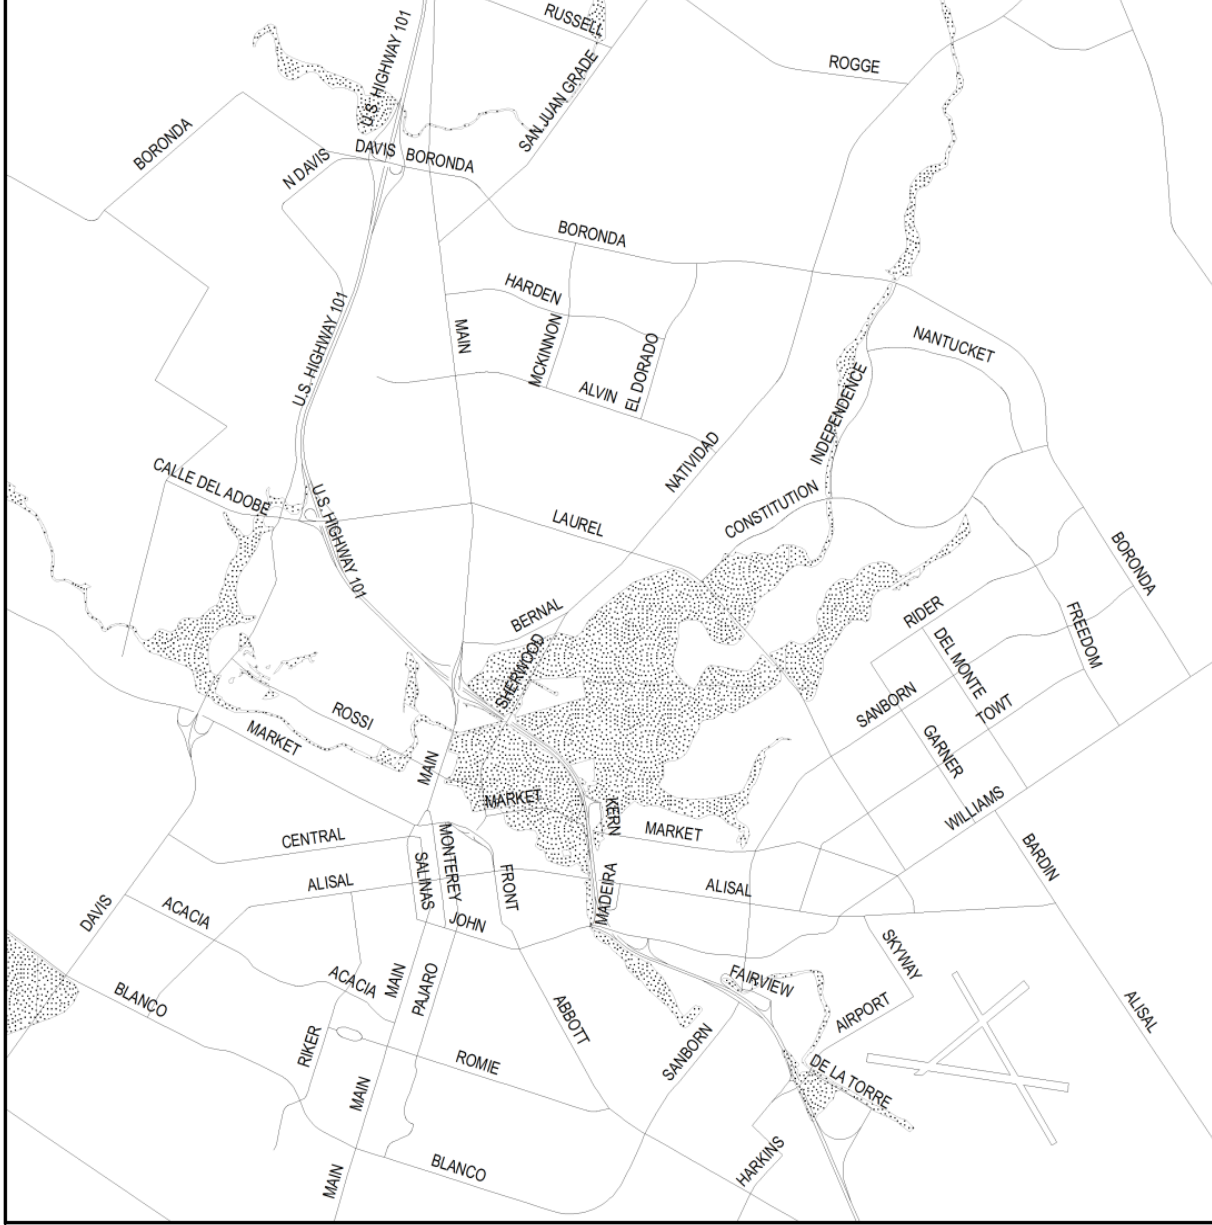 RUSSELL
U.S. HIGHWAY 101
SAN JUAN GRADE
ROGGE
BORONDA
N DAVIS
DAVIS
BORONDA
BORONDA
HARDEN
MAIN
MCKINNON
EL DORADO
ALVIN
U.S. HIGHWAY 101
NANTUCKET
INDEPENDENCE
NATIVIDAD
CALLE DEL ADOBE
U.S. HIGHWAY 101
LAUREL
CONSTITUTION
BORONDA
BERNAL
SHERWOOD
RIDER
DEL MONTE
FREEDOM
SANBORN
TOWT
ROSSI
MARKET
MAIN
GARNER
WILLIAMS
MARKET
KERN
MARKET
CENTRAL
MONTEREY
SALINAS
FRONT
BARDIN
ALISAL
MADEIRA
ALISAL
DAVIS
ACACIA
JOHN
SKYWAY
ACACIA
MAIN
PAJARO
FAIRVIEW
BLANCO
ABBOTT
AIRPORT
ALISAL
RIKER
ROMIE
SANBORN
DE LA TORRE
MAIN
HARKINS
MAIN
BLANCO